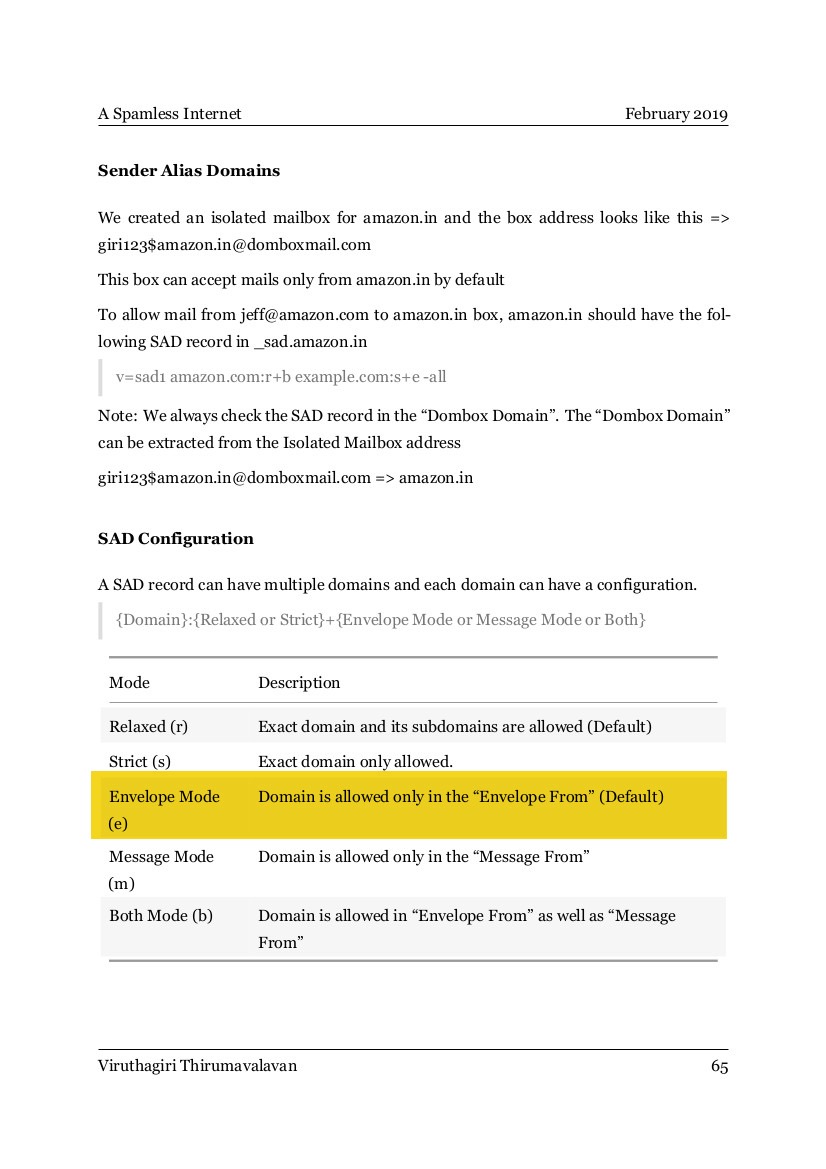 A Spamless Internet February 2019
Sender Alias Domains
We created an isolated mailbox for amazon.in and the box address looks like this =>
giri123$amazon.in@domboxmail.com
This box can accept mails only from amazon.in by default
To allow mail from jeff@amazon.com to amazon.in box, amazon.in should have the fol-
lowing SAD record in _sad.amazon.in
v=sad1 amazon.com:r+b example.com:s+e -all
Note: We always check the SAD record in the “Dombox Domain”. The “Dombox Domain”
can be extracted from the Isolated Mailbox address
giri123$amazon.in@domboxmail.com => amazon.in
SAD Configuration
A SAD record can have multiple domains and each domain can have a configuration.
{Domain}:{Relaxed or Strict}+{Envelope Mode or Message Mode or Both}
Mode Description
Relaxed (r) Exact domain and its subdomains are allowed (Default)
Strict (s) Exact domain only allowed.
Envelope Mode Domain is allowed only in the “Envelope From” (Default)
(e)
Message Mode Domain is allowed only in the “Message From”
(m)
Both Mode (b) Domain is allowed in “Envelope From” as well as “Message
From”
Viruthagiri Thirumavalavan 65